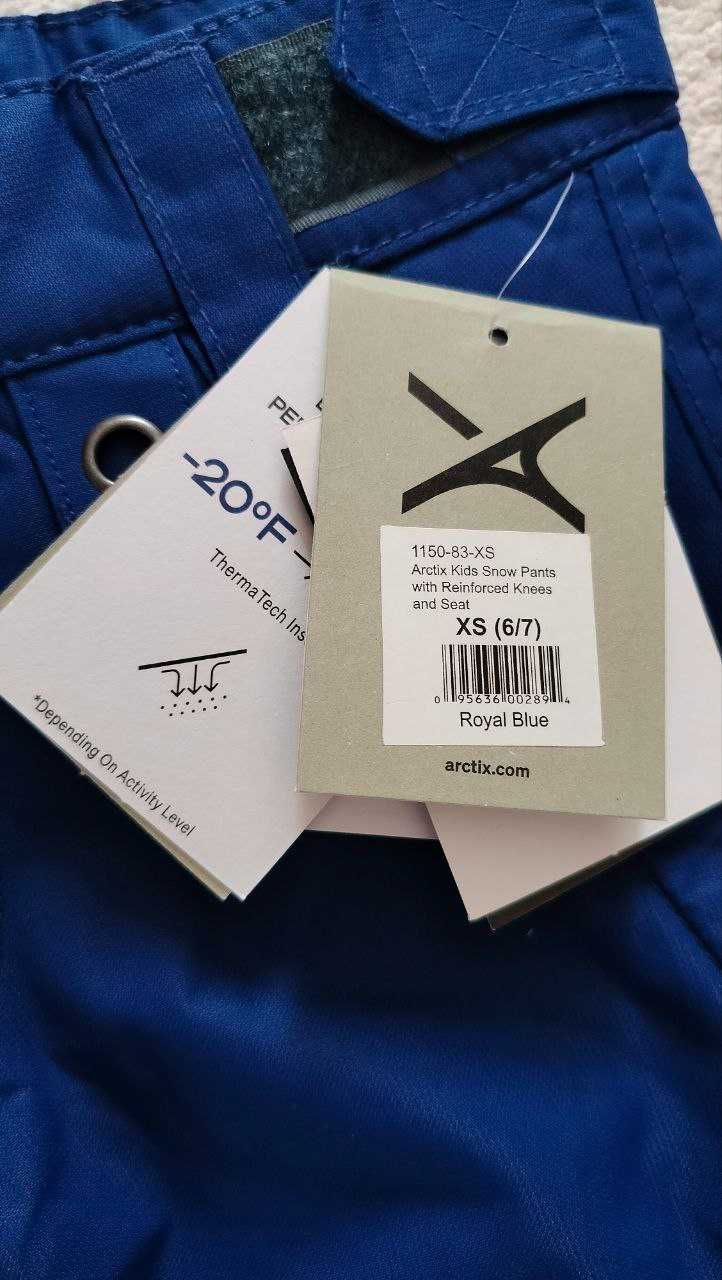 -20°F
ThermaTech
*Depending On Activity Level
1150-83-XS
Arctix Kids Snow Pants
with Reinforced Knees
and Seat
XS (6/7)
0 95636 00289 4
Royal Blue
arctix.com